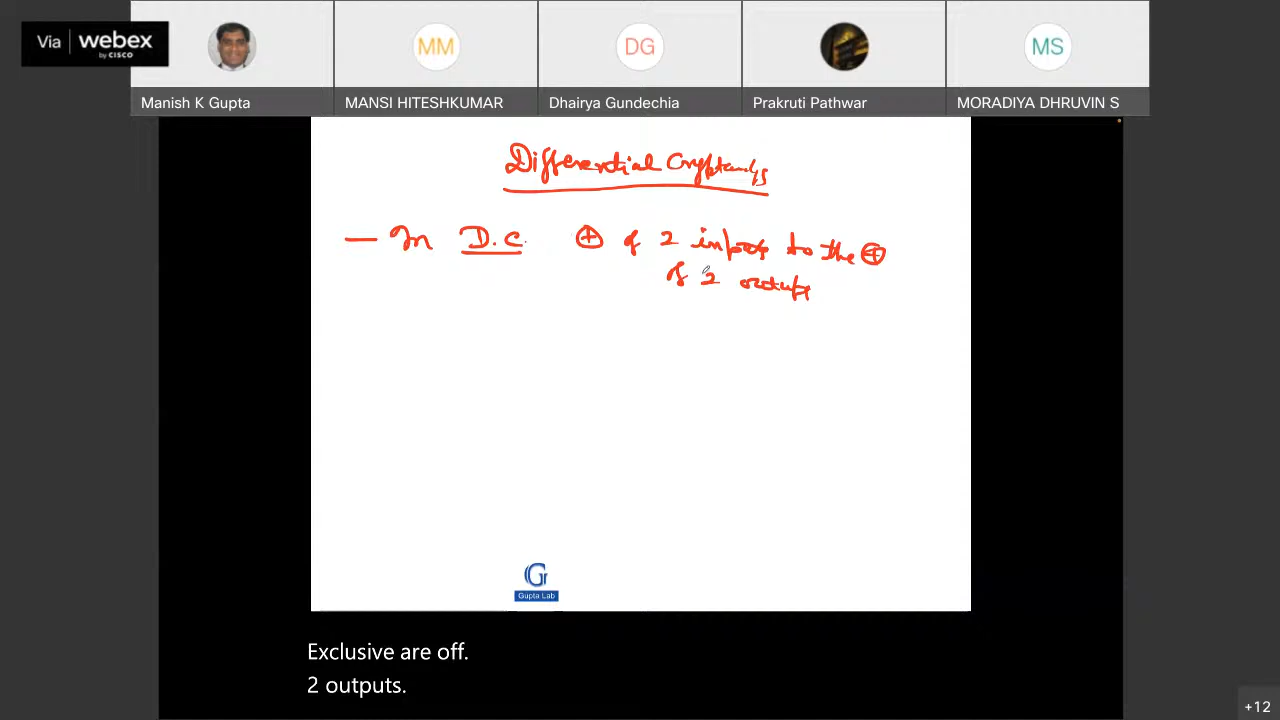 Via webex
by CISCO
MM
DG
MS
Manish K Gupta
MANSI HITESHKUMAR
Dhairya Gundechia
Prakruti Pathwar
MORADIYA DHRUVIN S
Differential Cryptanalys
— In D.C. ⊕ of 2 inputs to the ⊕
of 2 outputs
G
Gupta Lab
Exclusive are off.
2 outputs.
+12